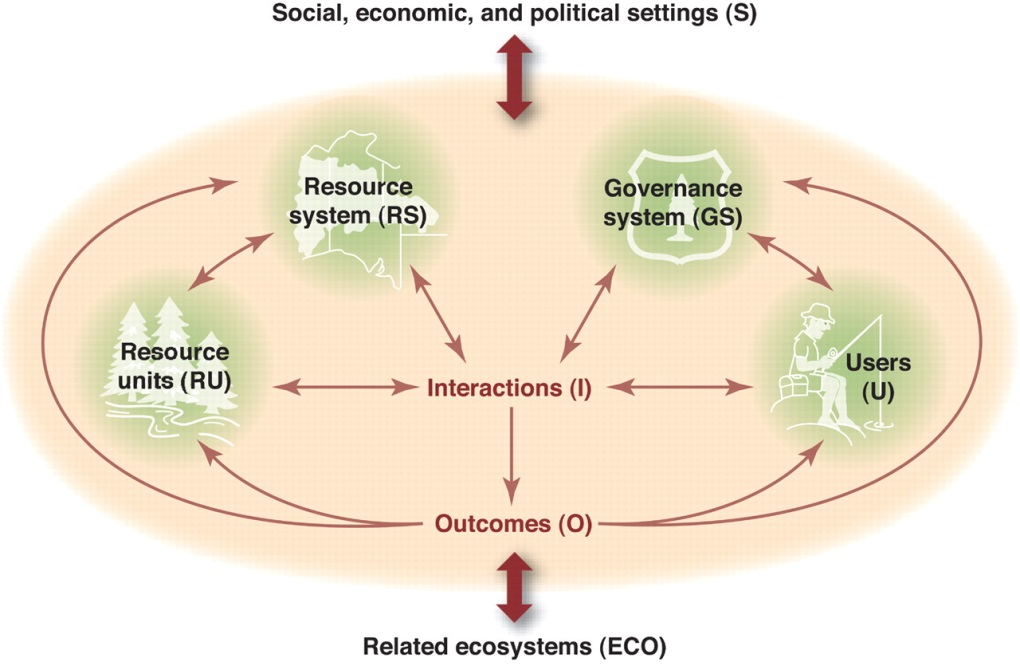 Social, economic, and political settings (S)
Resource
system (RS)
Governance
system (GS)
Resource
units (RU)
Interactions (I)
Users
(U)
Outcomes (O)
Related ecosystems (ECO)